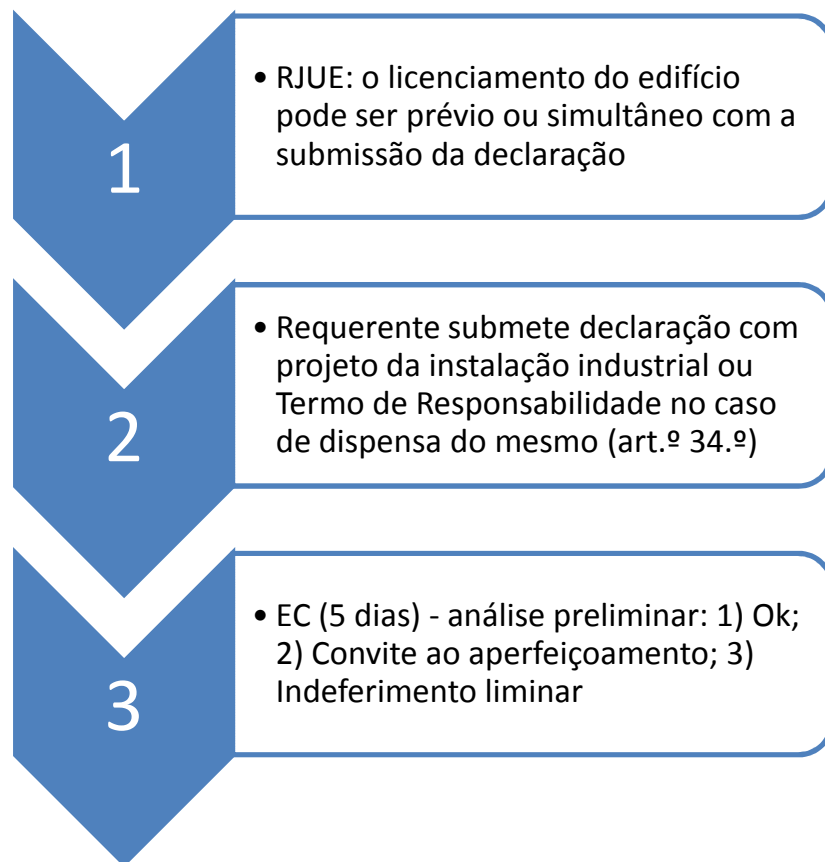 1
• RJUE: o licenciamento do edifício
pode ser prévio ou simultâneo com a
submissão da declaração
2
• Requerente submete declaração com
projeto da instalação industrial ou
Termo de Responsabilidade no caso
de dispensa do mesmo (art.º 34.º)
3
• EC (5 dias) - análise preliminar: 1) Ok;
2) Convite ao aperfeiçoamento; 3)
Indeferimento liminar